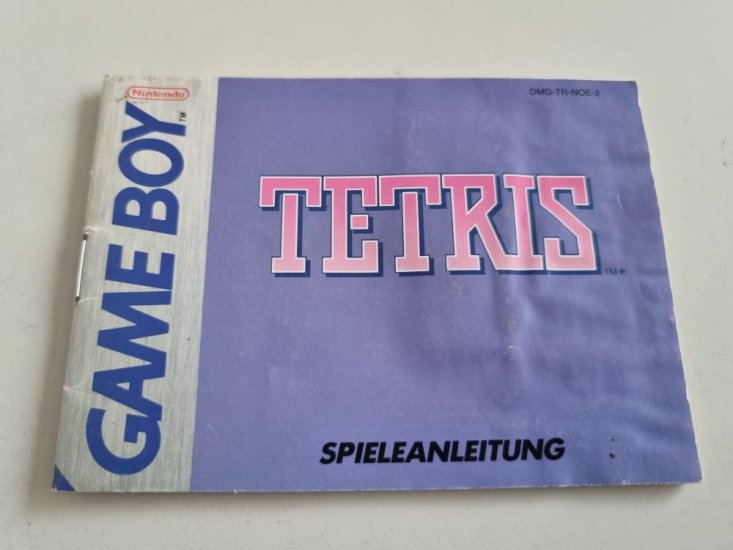 Nintendo
GAME BOY™
DMG-TR-NOE-2
TETRIS
™*
SPIELEANLEITUNG